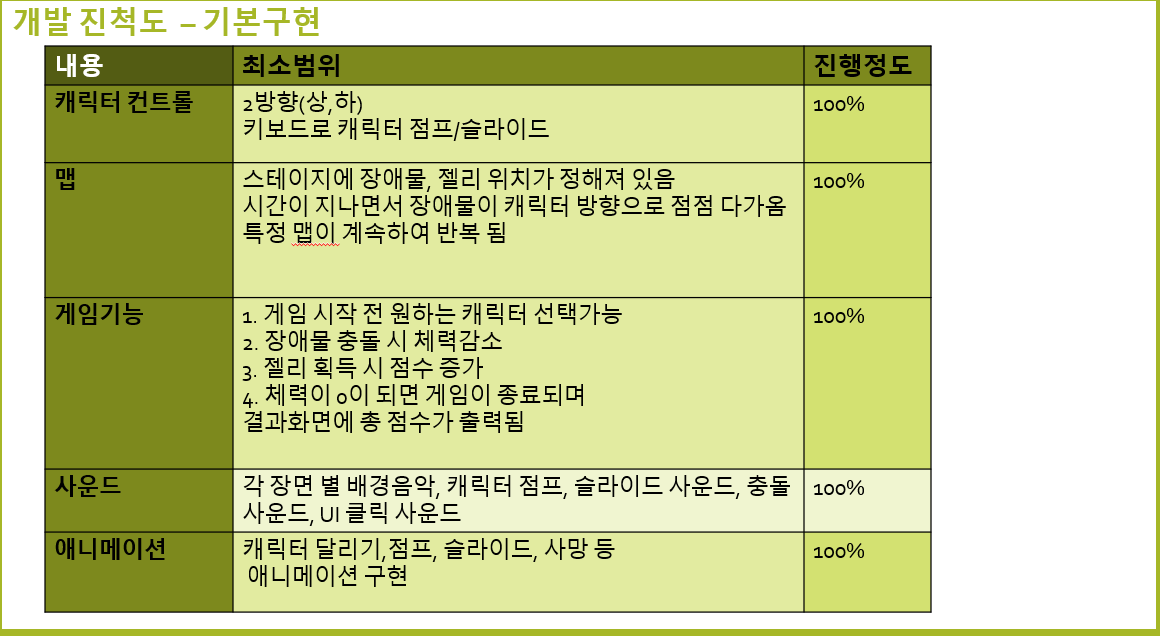 개발 진척도 – 기본구현
내용 최소범위 진행정도
캐릭터 컨트롤 2방향(상,하) 100%
키보드로 캐릭터 점프/슬라이드
맵 스테이지에 장애물, 젤리 위치가 정해져 있음 100%
시간이 지나면서 장애물이 캐릭터 방향으로 점점 다가옴
특정 맵이 계속하여 반복 됨
게임기능 1. 게임 시작 전 원하는 캐릭터 선택가능 100%
2. 장애물 충돌 시 체력감소
3. 젤리 획득 시 점수 증가
4. 체력이 0이 되면 게임이 종료되며
결과화면에 총 점수가 출력됨
사운드 각 장면 별 배경음악, 캐릭터 점프, 슬라이드 사운드, 충돌 100%
사운드, UI 클릭 사운드
애니메이션 캐릭터 달리기,점프, 슬라이드, 사망 등 100%
애니메이션 구현